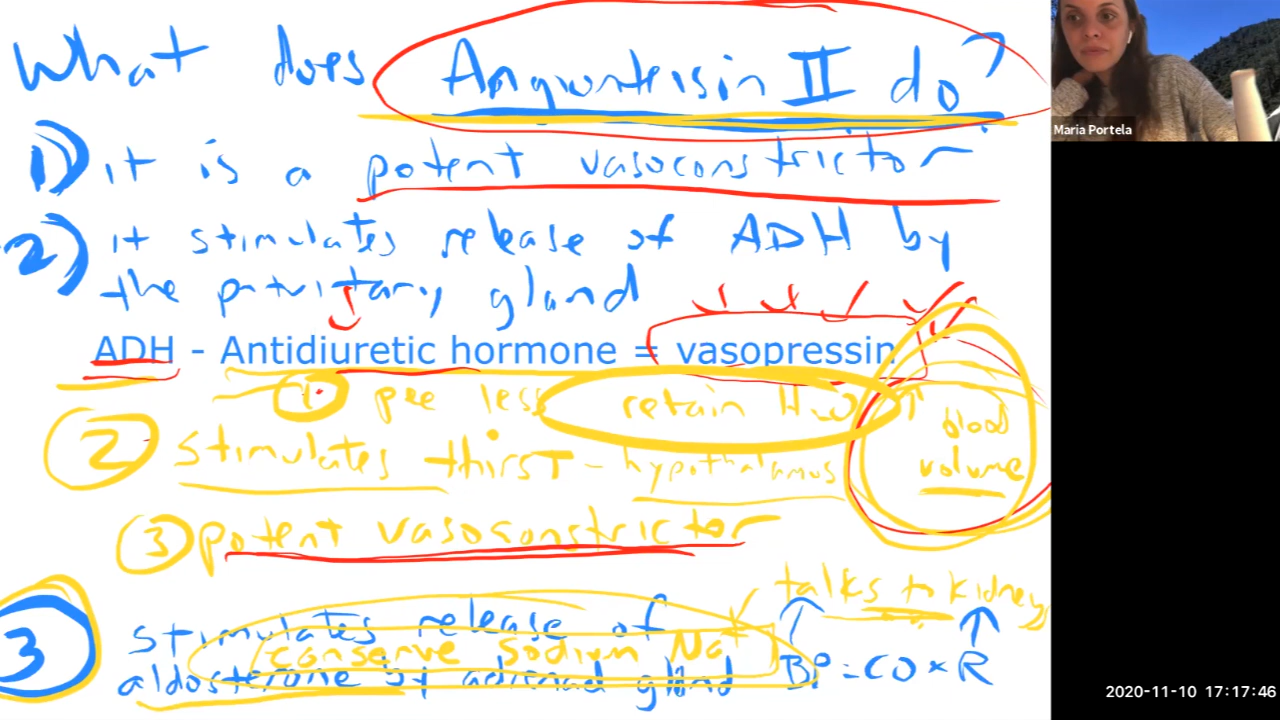 What does Angiontensin II do?
Maria Portela
1) it is a potent vasoconstrictor
2) it stimulates release of ADH by
the pituitary gland
ADH - Antidiuretic hormone = vasopressin
1. pee less retain H2O ↑ blood
volume
2 stimulates thirst - hypothalamus
3 potent vasoconstrictor
talks to kidneys
3 stimulates release of
conserve sodium Na+
aldosterone by adrenal gland
↑ ↑
BP = CO × R
2020-11-10 17:17:46